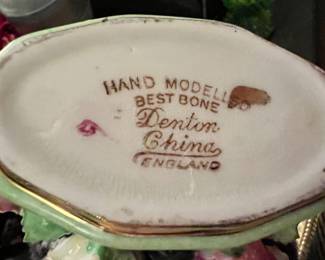 HAND MODELLED
BEST BONE
Denton
China
ENGLAND